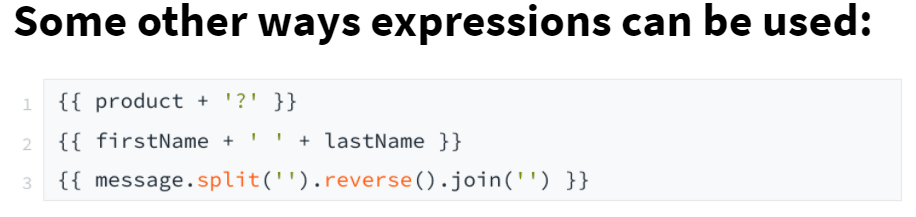 Some other ways expressions can be used:
1 {{ product + '?' }}
2 {{ firstName + ' ' + lastName }}
3 {{ message.split('').reverse().join('') }}